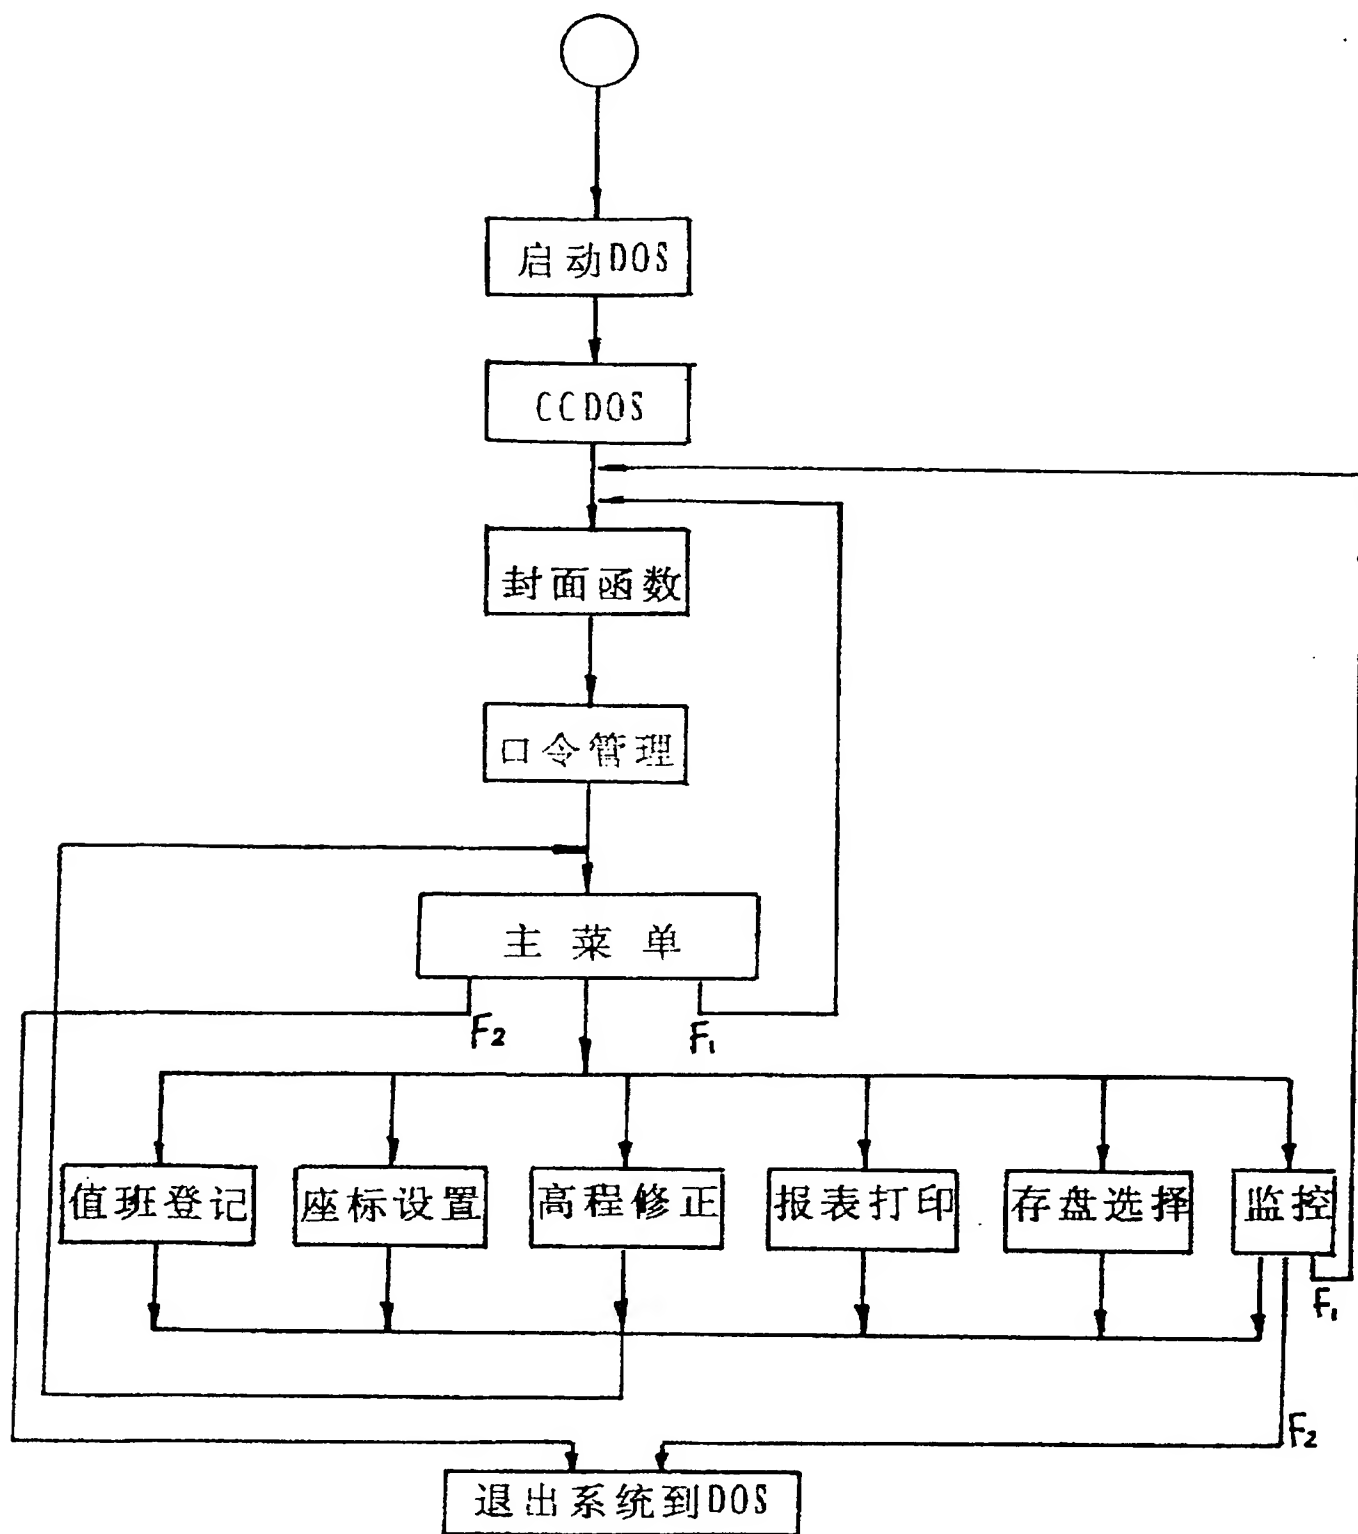 启动DOS
CCDOS
封面函数
口令管理
主菜单
F₂
F₁
值班登记
座标设置
高程修正
报表打印
存盘选择
监控
F₁
F₂
退出系统到DOS